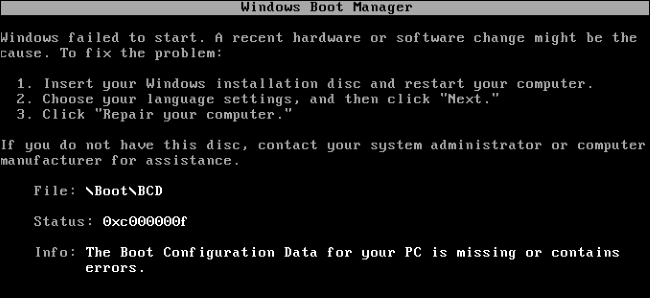 Windows Boot Manager
Windows failed to start. A recent hardware or software change might be the
cause. To fix the problem:
1. Insert your Windows installation disc and restart your computer.
2. Choose your language settings, and then click "Next."
3. Click "Repair your computer."
If you do not have this disc, contact your system administrator or computer
manufacturer for assistance.
File: \Boot\BCD
Status: 0xc000000f
Info: The Boot Configuration Data for your PC is missing or contains
errors.